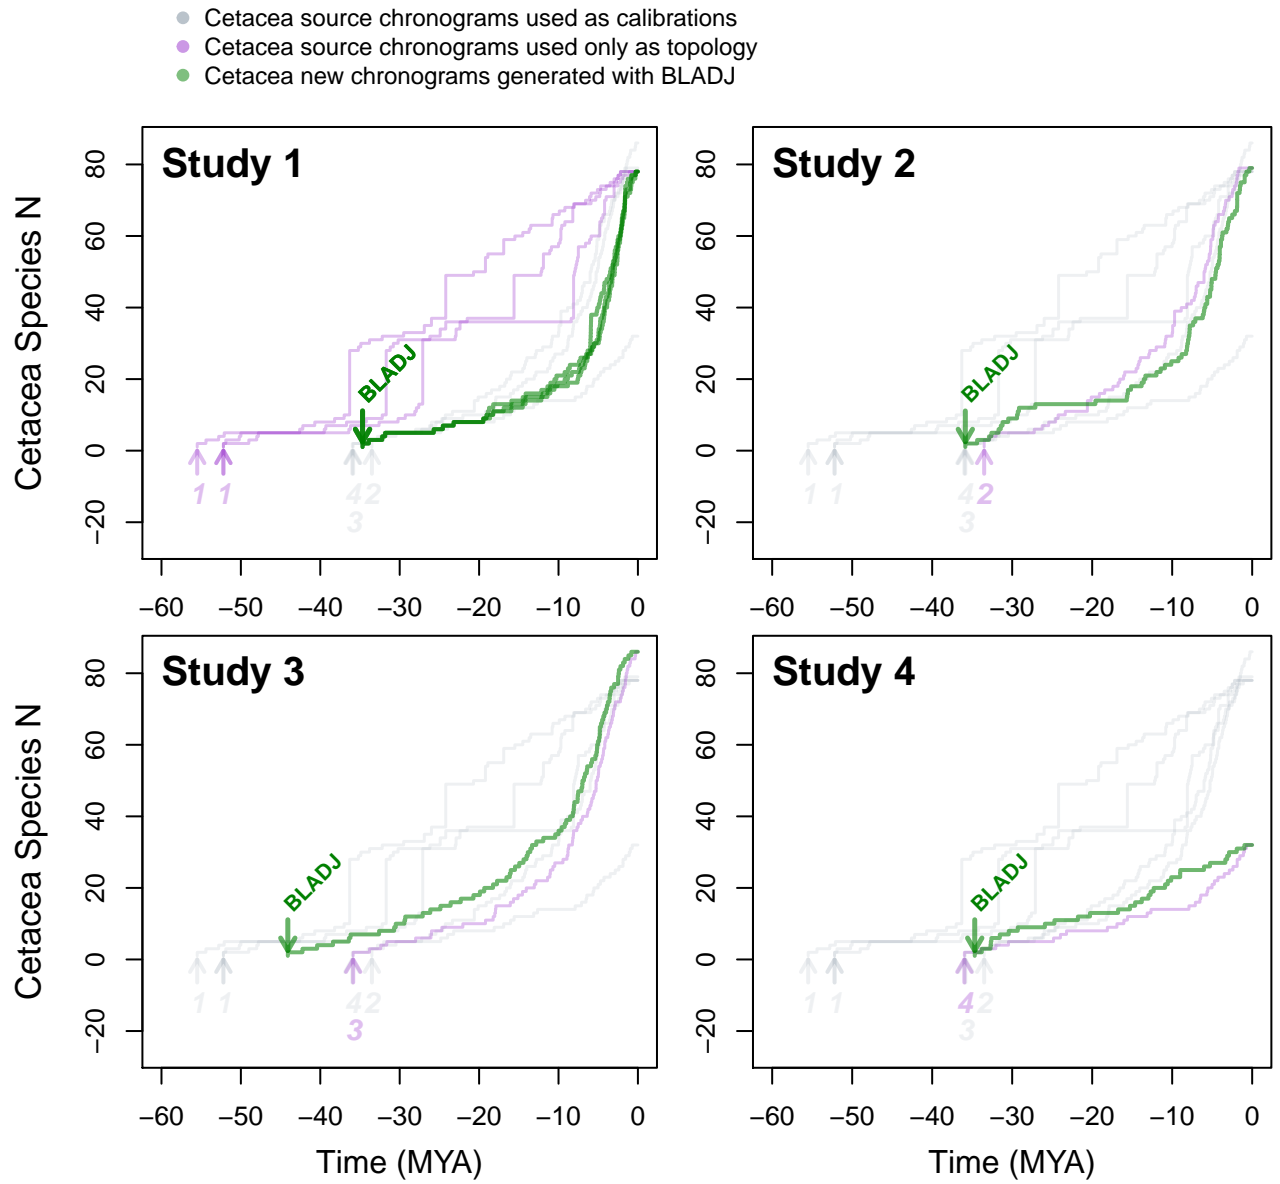 Cetacea source chronograms used as calibrations
Cetacea source chronograms used only as topology
Cetacea new chronograms generated with BLADJ
Study 1
Cetacea Species N
80
60
40
20
0
−20
BLADJ
1 1 4 2
3
−60 −50 −40 −30 −20 −10 0
Study 2
80
60
40
20
0
−20
BLADJ
1 1 4 2
3
−60 −50 −40 −30 −20 −10 0
Study 3
Cetacea Species N
80
60
40
20
0
−20
BLADJ
1 1 4 2
3
−60 −50 −40 −30 −20 −10 0
Time (MYA)
Study 4
80
60
40
20
0
−20
BLADJ
1 1 4 2
3
−60 −50 −40 −30 −20 −10 0
Time (MYA)